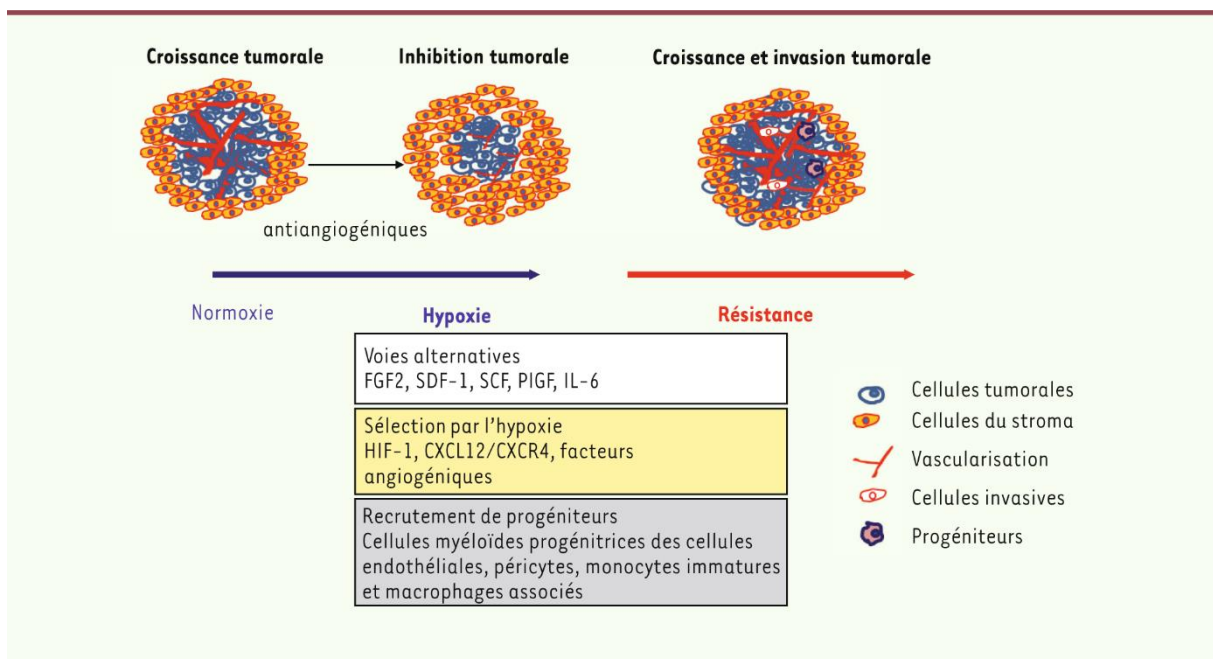 Croissance tumorale
Inhibition tumorale
Croissance et invasion tumorale
antiangiogéniques
Normoxie
Hypoxie
Résistance
Voies alternatives
FGF2, SDF-1, SCF, PIGF, IL-6
Sélection par l'hypoxie
HIF-1, CXCL12/CXCR4, facteurs
angiogéniques
Recrutement de progéniteurs
Cellules myéloïdes progénitrices des cellules
endothéliales, péricytes, monocytes immatures
et macrophages associés
Cellules tumorales
Cellules du stroma
Vascularisation
Cellules invasives
Progéniteurs